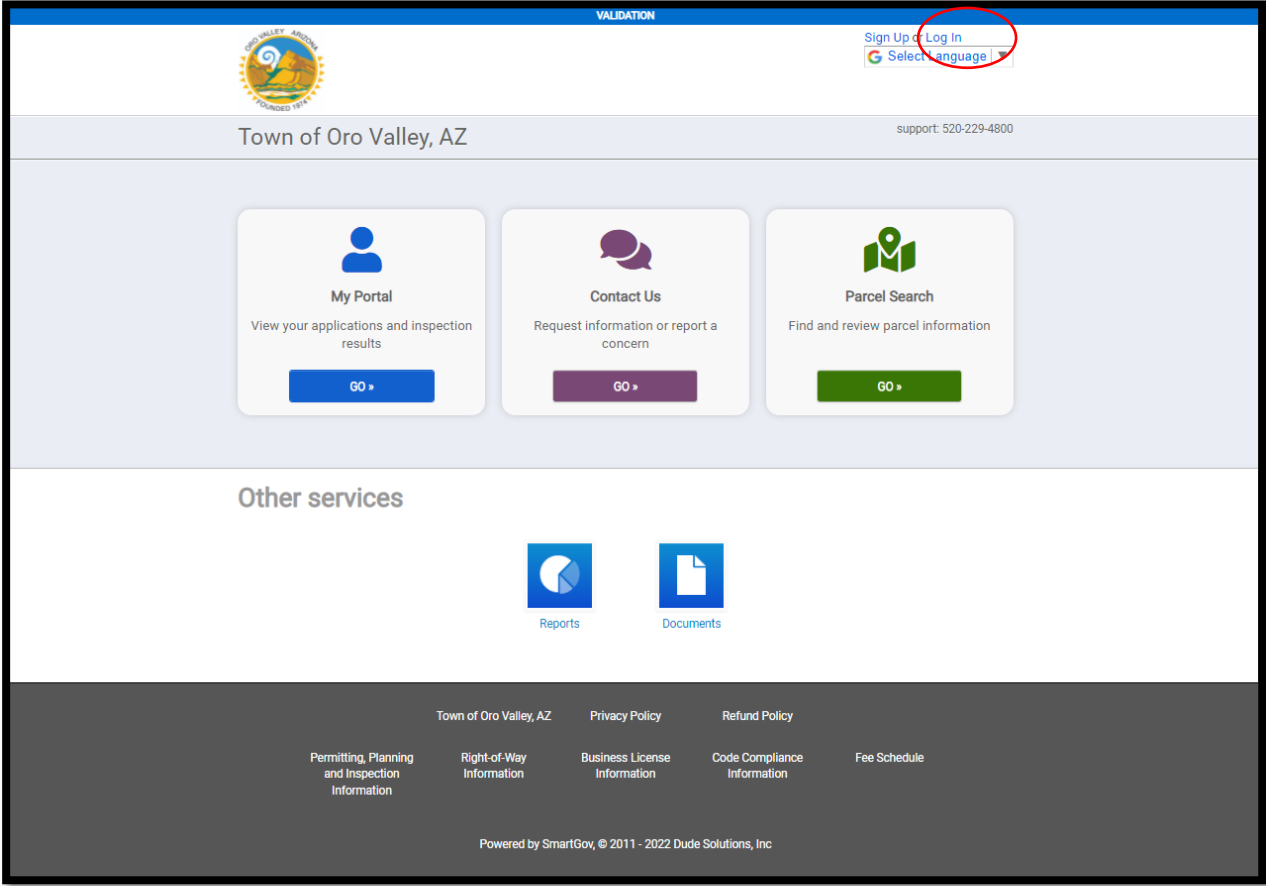 VALIDATION
ORO VALLEY ARIZONA
FOUNDED 1974
Sign Up or Log In
G Select Language
Town of Oro Valley, AZ
support: 520-229-4800
My Portal
View your applications and inspection
results
GO »
Contact Us
Request information or report a
concern
GO »
Parcel Search
Find and review parcel information
GO »
Other services
Reports
Documents
Town of Oro Valley, AZ
Privacy Policy
Refund Policy
Permitting, Planning
and Inspection
Information
Right-of-Way
Information
Business License
Information
Code Compliance
Information
Fee Schedule
Powered by SmartGov, © 2011 - 2022 Dude Solutions, Inc